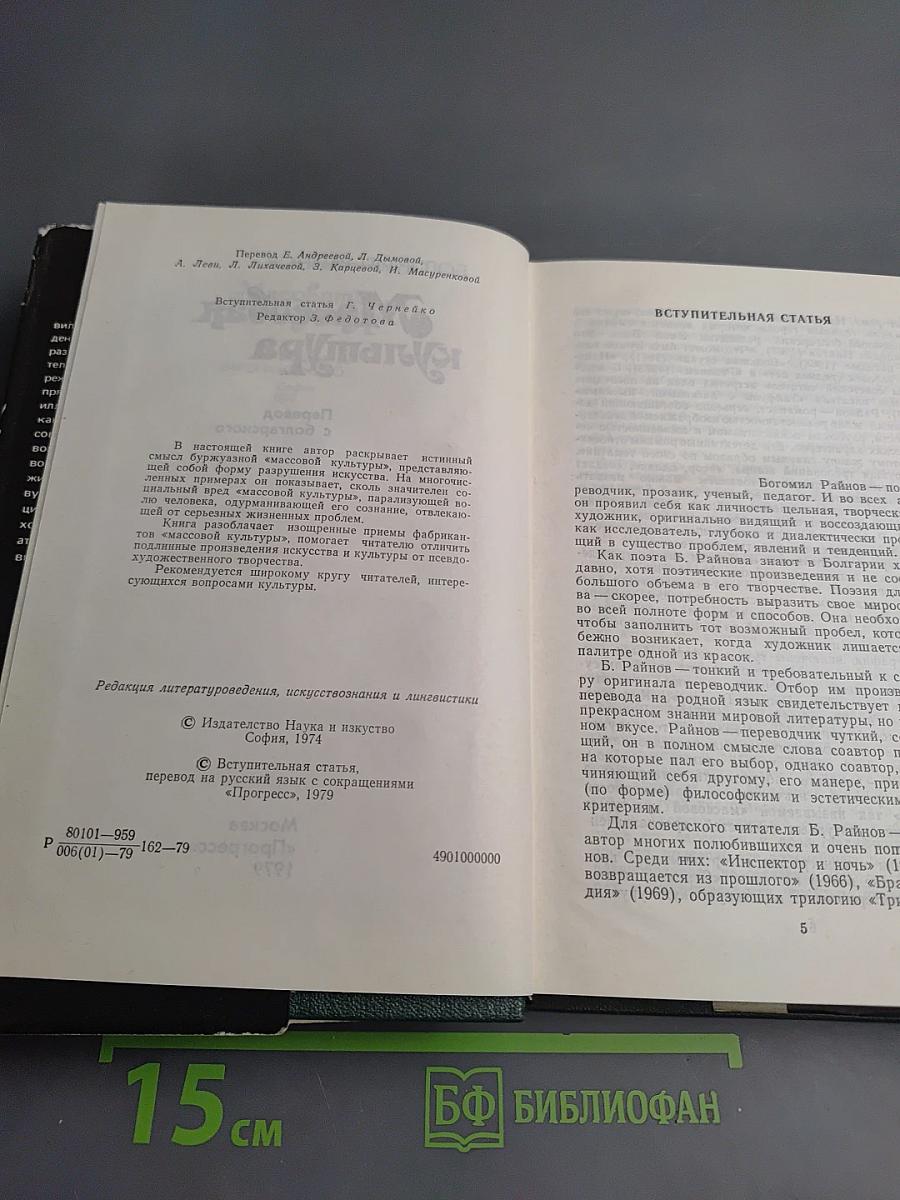 Перевод Е. Андреевой, Л. Дымовой,
А. Леви, Л. Лихачевой, З. Карцевой, И. Масуренковой
Вступительная статья Г. Чернейко
Редактор З. Федотова
В настоящей книге автор раскрывает истинный
смысл буржуазной «массовой культуры», представляю-
щей собой форму разрушения искусства. На многочис-
ленных примерах он показывает, сколь значителен со-
циальный вред «массовой культуры», парализующей во-
лю человека, одурманивающей его сознание, отвлекаю-
щей от серьезных жизненных проблем.
Книга разоблачает изощренные приемы фабрикан-
тов «массовой культуры», помогает читателю отличить
подлинные произведения искусства и культуры от псевдо-
художественного творчества.
Рекомендуется широкому кругу читателей, интере-
сующихся вопросами культуры.
Редакция литературоведения, искусствознания и лингвистики
© Издателство Наука и изкуство
София, 1974
© Вступительная статья,
перевод на русский язык с сокращениями
«Прогресс», 1979
Р 80101—959
006(01)—79 162—79
4901000000
ВСТУПИТЕЛЬНАЯ СТАТЬЯ
Богомил Райнов — по
реводчик, прозаик, ученый, педагог. И во всех
он проявил себя как личность цельная, творческ
художник, оригинально видящий и воссоздающ
как исследователь, глубоко и диалектически пр
щий в существо проблем, явлений и тенденций.
Как поэта Б. Райнова знают в Болгарии х
давно, хотя поэтические произведения и не со
большого объема в его творчестве. Поэзия дл
ва — скорее, потребность выразить свое мирос
во всей полноте форм и способов. Она необхо
чтобы заполнить тот возможный пробел, кото
бежно возникает, когда художник лишается
палитре одной из красок.
Б. Райнов — тонкий и требовательный к с
ру оригинала переводчик. Отбор им произв
перевода на родной язык свидетельствует
прекрасном знании мировой литературы, но
ном вкусе. Райнов — переводчик чуткий, с
щий, он в полном смысле слова соавтор п
на которые пал его выбор, однако соавтор,
чиняющий себя другому, его манере, при
(по форме) философским и эстетическим
критериям.
Для советского читателя Б. Райнов —
автор многих полюбившихся и очень поп
нов. Среди них: «Инспектор и ночь» (1
возвращается из прошлого» (1966), «Бра
дия» (1969), образующих трилогию «Три
5
15 см
БФ БИБЛИОФАН